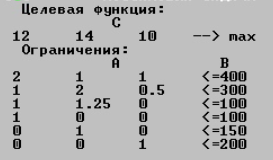 Целевая функция:
C
12 14 10 --> max
Ограничения:
A B
2 1 1 <=400
1 2 0.5 <=300
1 1.25 0 <=100
1 0 0 <=100
0 1 0 <=150
0 0 1 <=200